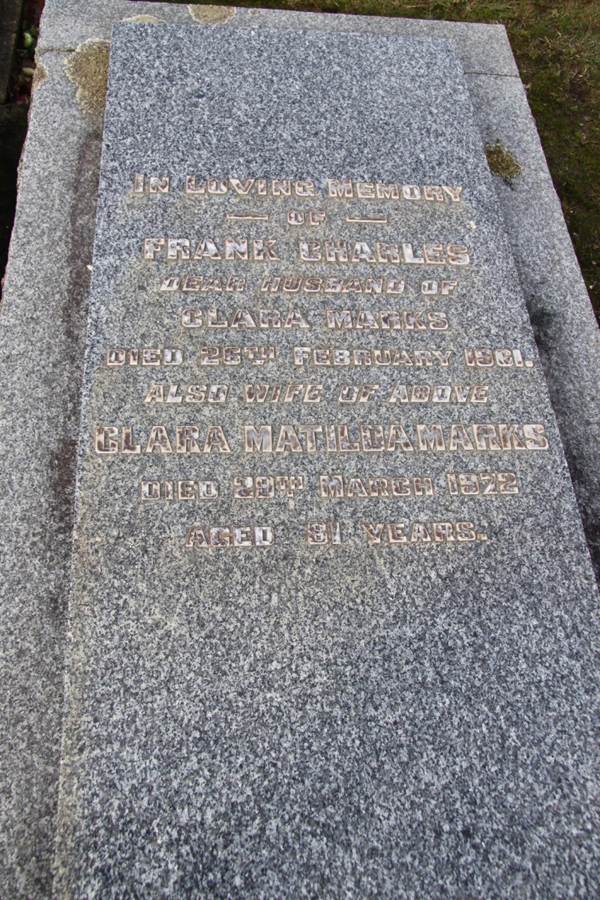 IN LOVING MEMORY
— OF —
FRANK CHARLES
DEAR HUSBAND OF
CLARA MARKS
DIED 26TH FEBRUARY 1961.
ALSO WIFE OF ABOVE
CLARA MATILDA MARKS
DIED 29TH MARCH 1972
AGED 81 YEARS.